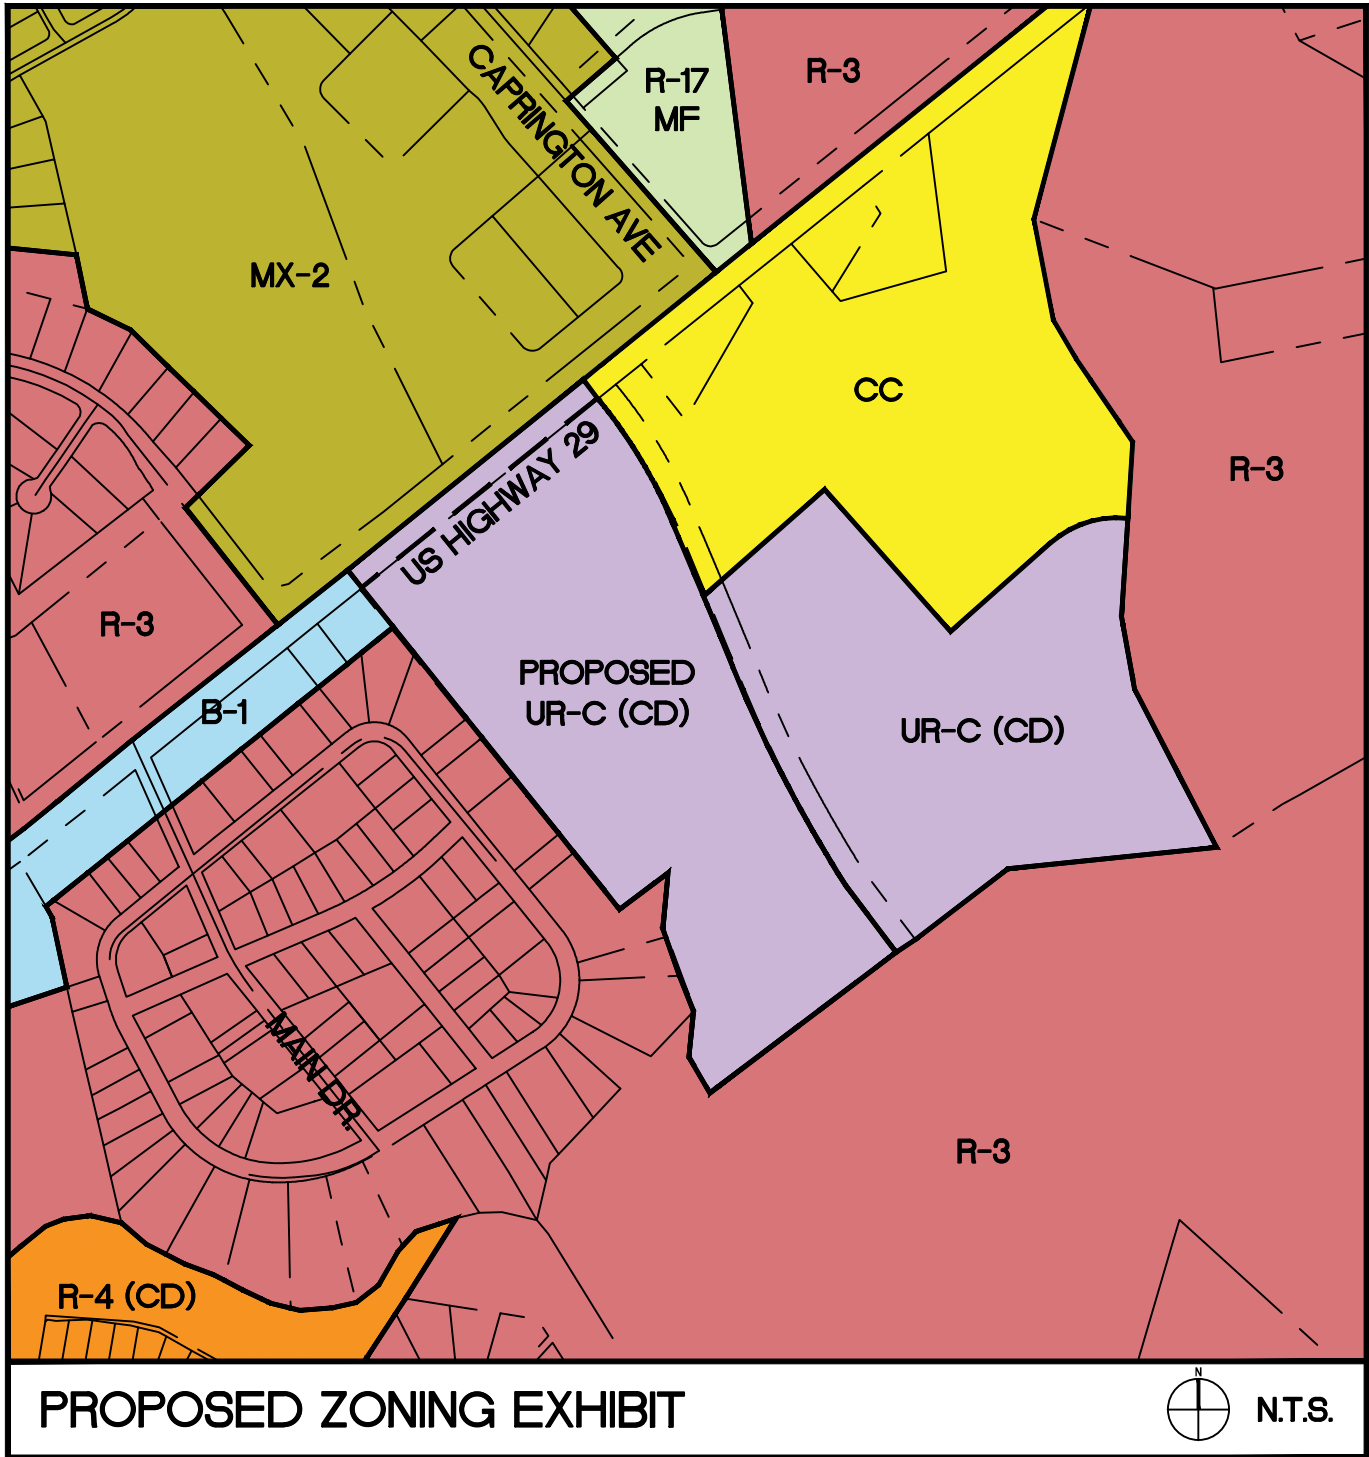 CAPRINGTON AVE
R-17
MF
R-3
MX-2
CC
US HIGHWAY 29
R-3
R-3
B-1
PROPOSED
UR-C (CD)
UR-C (CD)
MAIN DR.
R-3
R-4 (CD)
PROPOSED ZONING EXHIBIT
N
N.T.S.